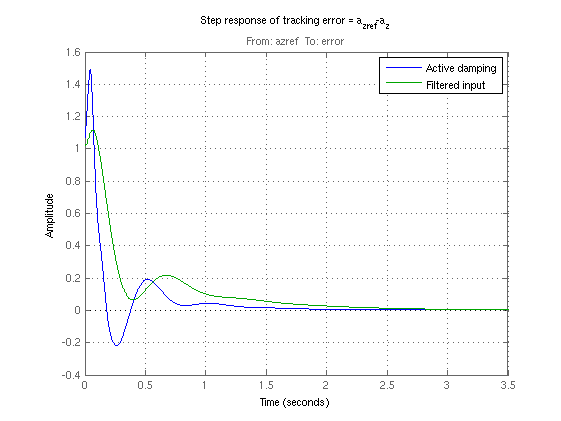 Step response of tracking error = a_zref-a_z
From: azref To: error
Active damping
Filtered input
1.6
1.4
1.2
1
0.8
0.6
0.4
0.2
0
-0.2
-0.4
Amplitude
0 0.5 1 1.5 2 2.5 3 3.5
Time (seconds)